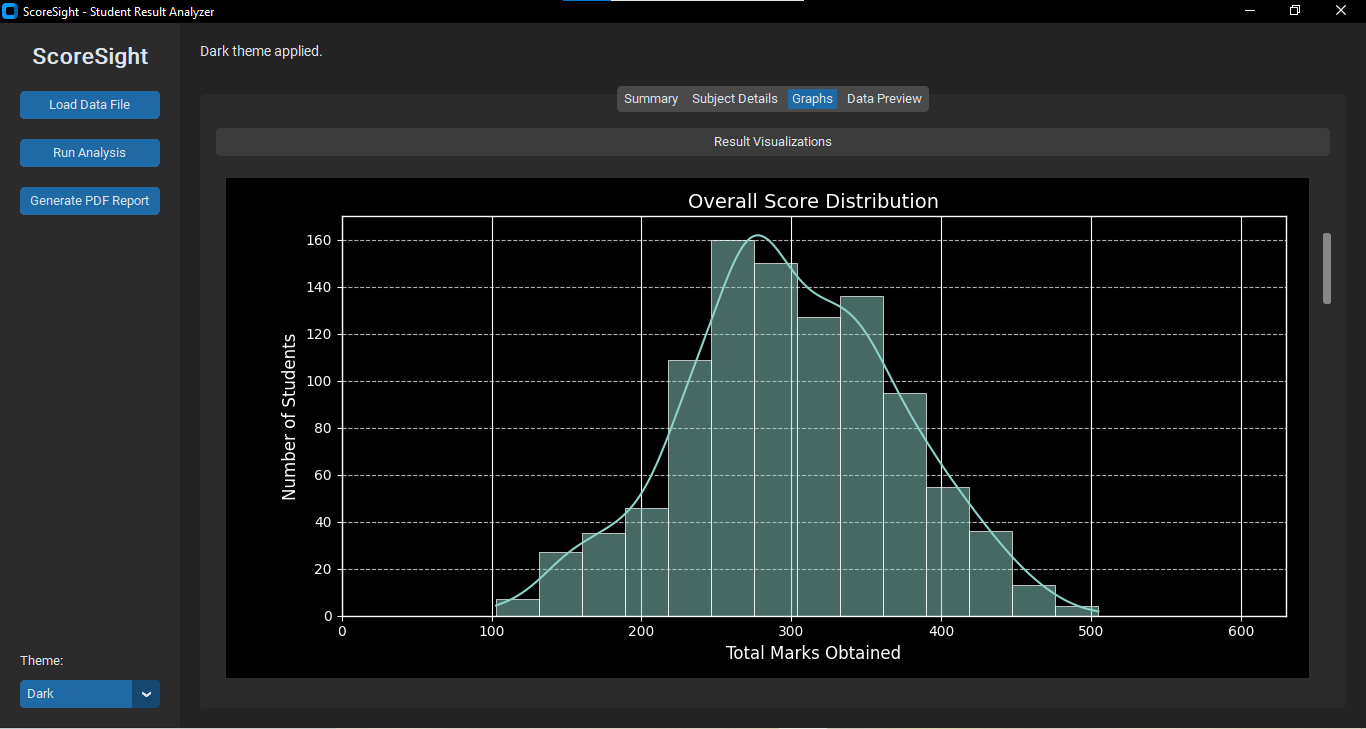 ScoreSight - Student Result Analyzer
ScoreSight
Load Data File
Run Analysis
Generate PDF Report
Theme:
Dark
Dark theme applied.
Summary Subject Details Graphs Data Preview
Result Visualizations
Overall Score Distribution
Number of Students
160
140
120
100
80
60
40
20
0
0 100 200 300 400 500 600
Total Marks Obtained